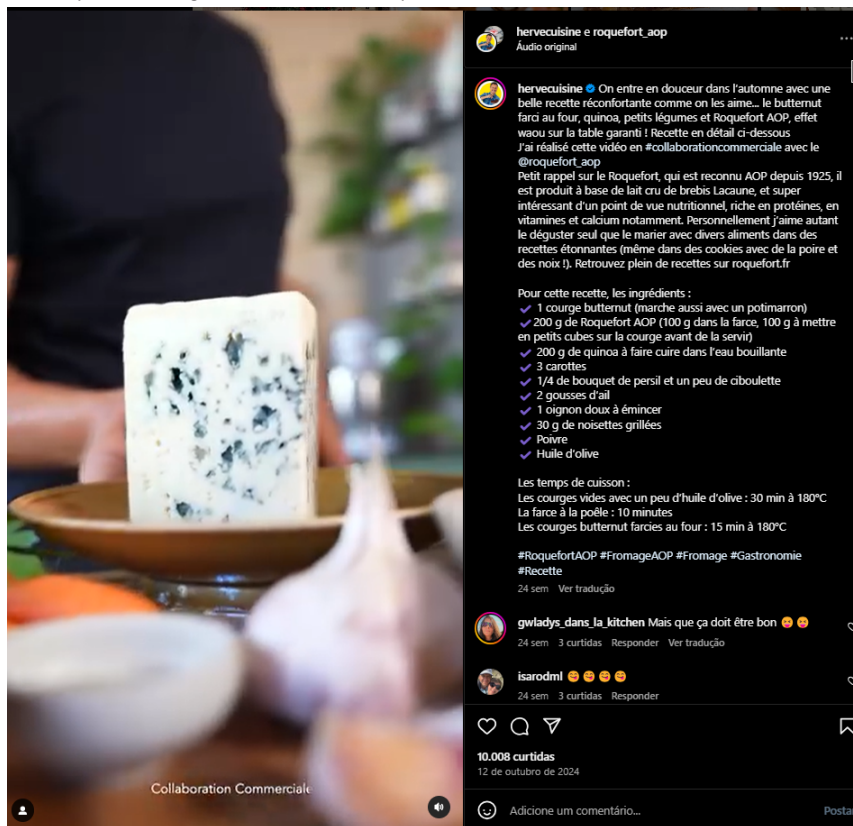 hervecuisine e roquefort_aop
Áudio original
hervecuisine On entre en douceur dans l'automne avec une
belle recette réconfortante comme on les aime... le butternut
farci au four, quinoa, petits légumes et Roquefort AOP, effet
waou sur la table garanti ! Recette en détail ci-dessous
J'ai réalisé cette vidéo en #collaborationcommerciale avec le
@roquefort_aop
Petit rappel sur le Roquefort, qui est reconnu AOP depuis 1925, il
est produit à base de lait cru de brebis Lacaune, et super
intéressant d'un point de vue nutritionnel, riche en protéines, en
vitamines et calcium notamment. Personnellement j'aime autant
le déguster seul que le marier avec divers aliments dans des
recettes étonnantes (même dans des cookies avec de la poire et
des noix !). Retrouvez plein de recettes sur roquefort.fr
Pour cette recette, les ingrédients :
✔ 1 courge butternut (marche aussi avec un potimarron)
✔200 g de Roquefort AOP (100 g dans la farce, 100 g à mettre
en petits cubes sur la courge avant de la servir)
✔ 200 g de quinoa à faire cuire dans l'eau bouillante
✔ 3 carottes
✔ 1/4 de bouquet de persil et un peu de ciboulette
✔ 2 gousses d'ail
✔ 1 oignon doux à émincer
✔ 30 g de noisettes grillées
✔ Poivre
✔ Huile d'olive
Les temps de cuisson :
Les courges vides avec un peu d'huile d'olive : 30 min à 180°C
La farce à la poêle : 10 minutes
Les courges butternut farcies au four : 15 min à 180°C
#RoquefortAOP #FromageAOP #Fromage #Gastronomie
#Recette
24 sem Ver tradução
gwladys_dans_la_kitchen Mais que ça doit être bon 😍 😍
24 sem 3 curtidas Responder Ver tradução
isarodml 😋 😋 😋 😋
24 sem 3 curtidas Responder
10.008 curtidas
12 de outubro de 2024
Adicione um comentário... Postar
Collaboration Commerciale